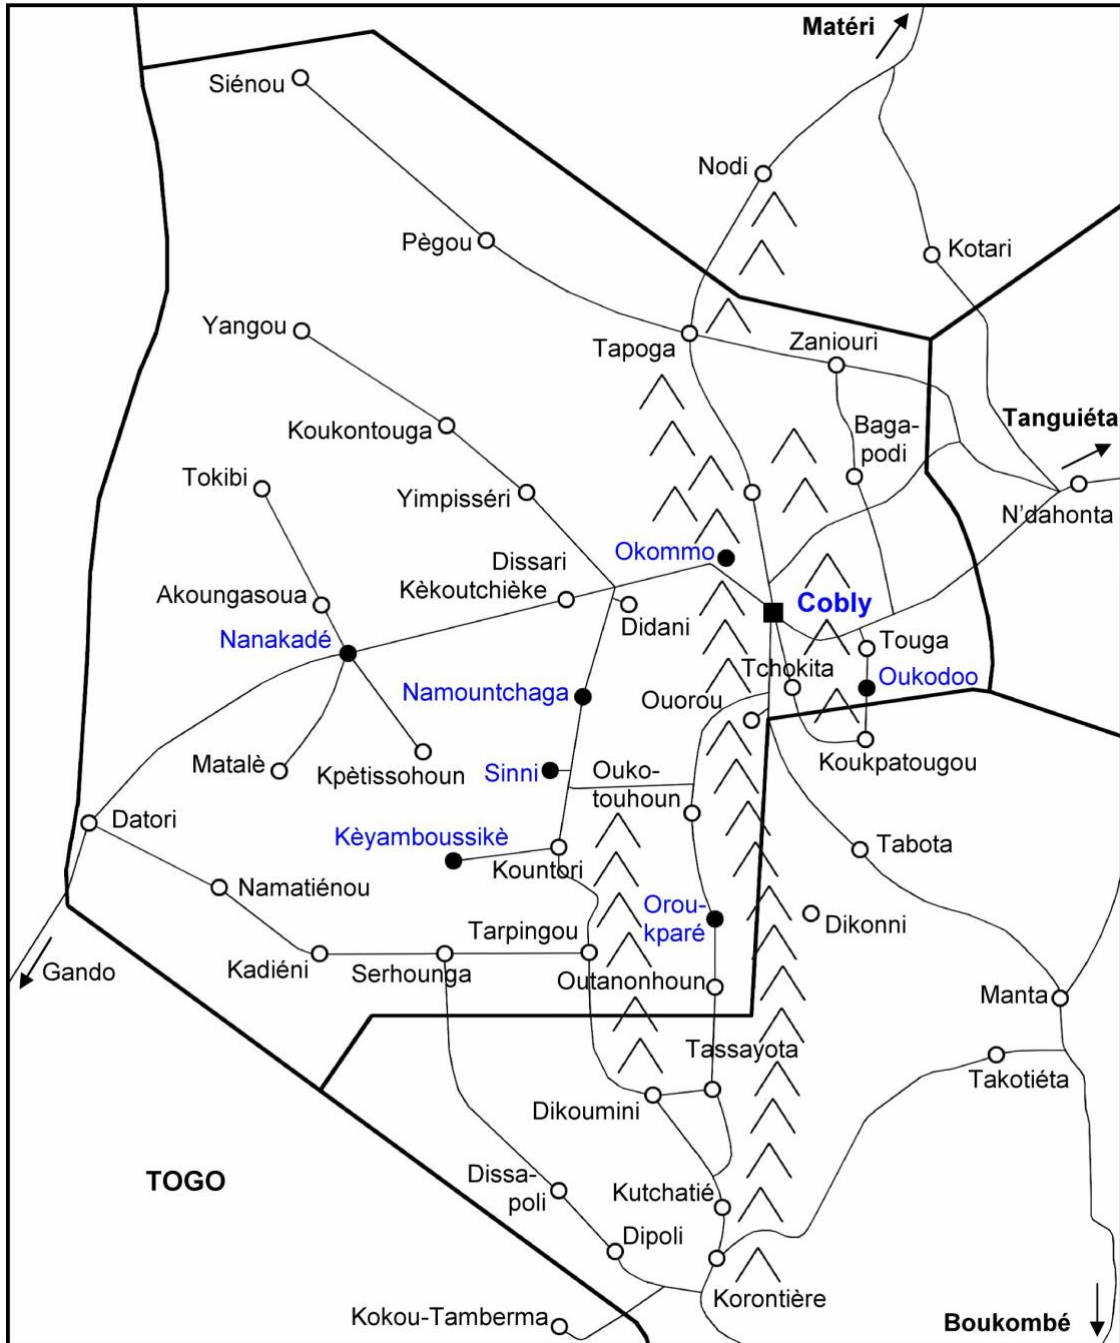 Matéri
Siénou
Nodi
Pègou
Kotari
Yangou
Tapoga
Zaniouri
Koukontouga
Baga-
podi
Tanguiéta
Tokibi
Yimpisséri
N'dahonta
Okommo
Dissari
Kèkoutchièke
Akoungasoua
Cobly
Didani
Nanakadé
Touga
Tchokita
Oukodoo
Namountchaga
Ouorou
Matalè
Kpètissohoun
Sinni
Ouko-
touhoun
Koukpatougou
Datori
Kèyamboussikè
Tabota
Kountori
Namatiénou
Orou-
kparé
Dikonni
Tarpingou
Gando
Kadiéni
Serhounga
Outanonhoun
Manta
Tassayota
Takotiéta
Dikoumini
TOGO
Dissa-
poli
Kutchatié
Dipoli
Korontière
Kokou-Tamberma
Boukombé